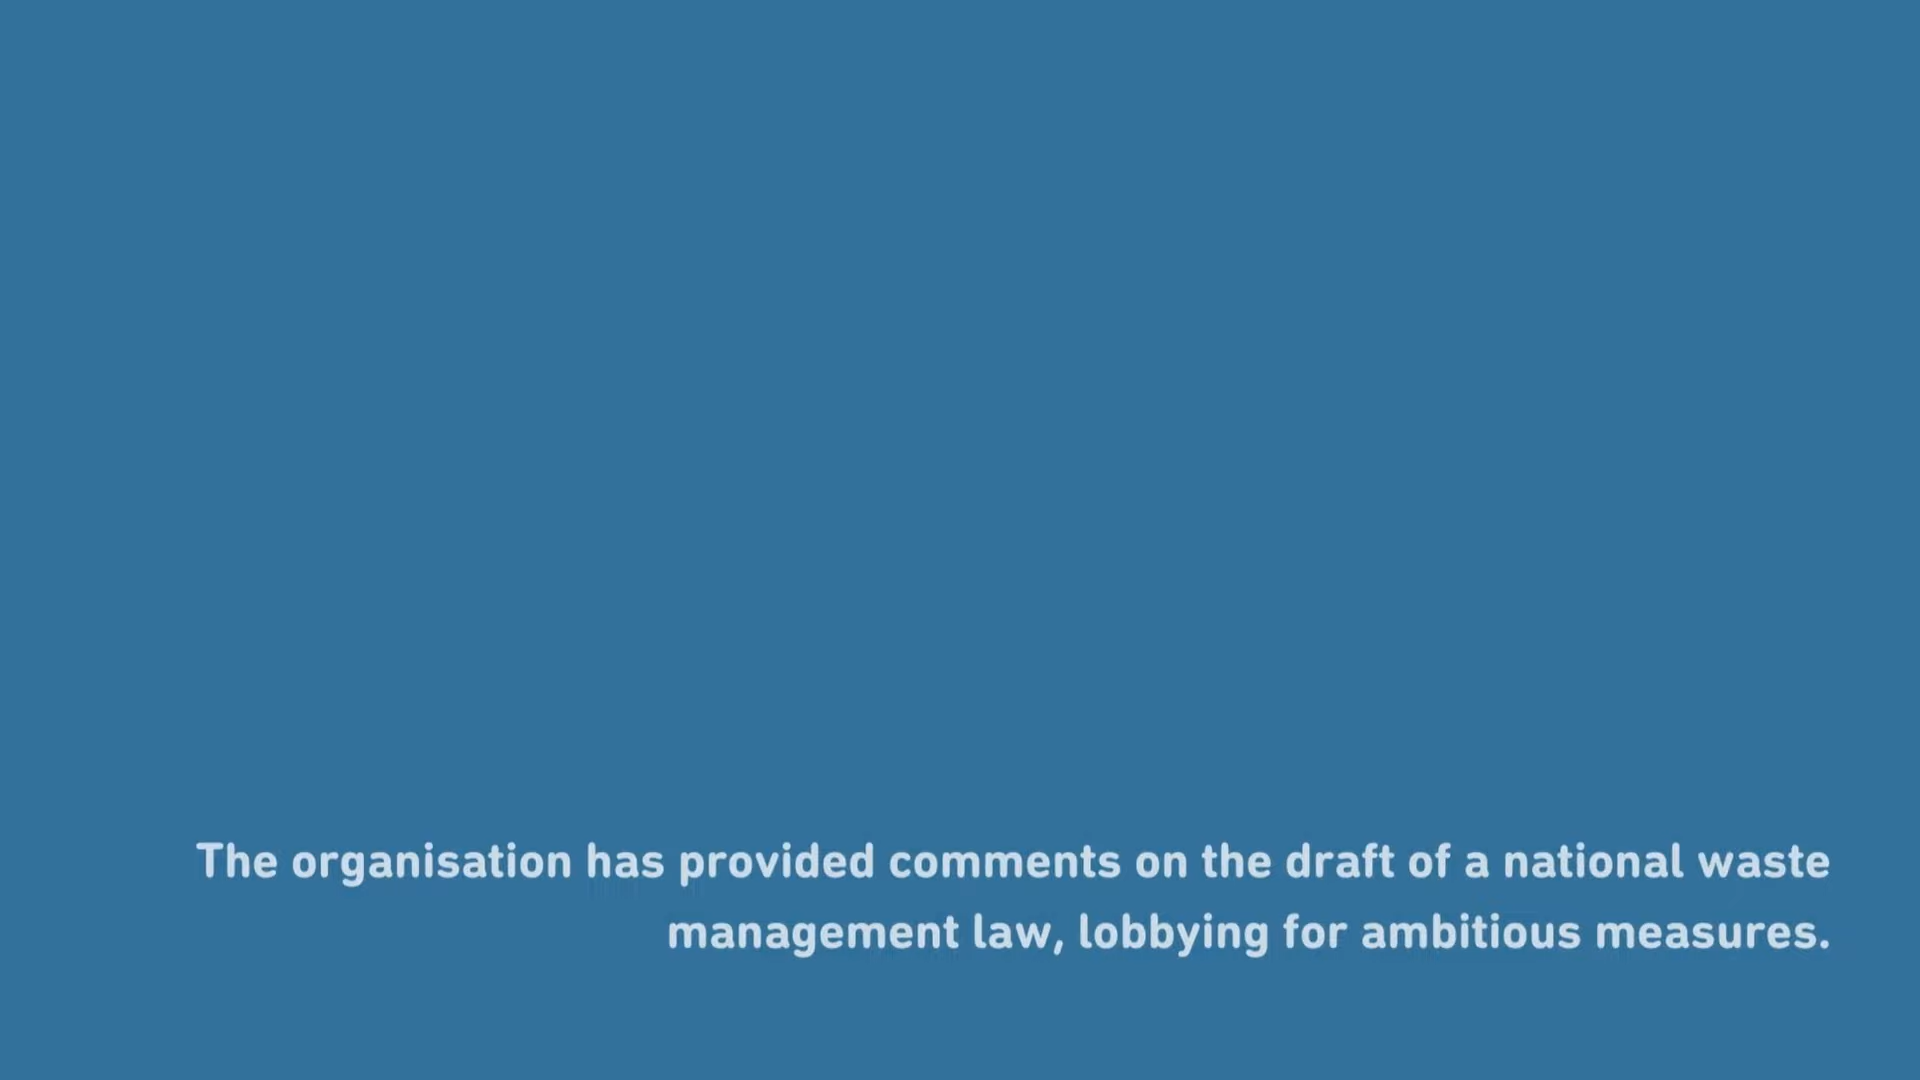 The organisation has provided comments on the draft of a national waste
management law, lobbying for ambitious measures.